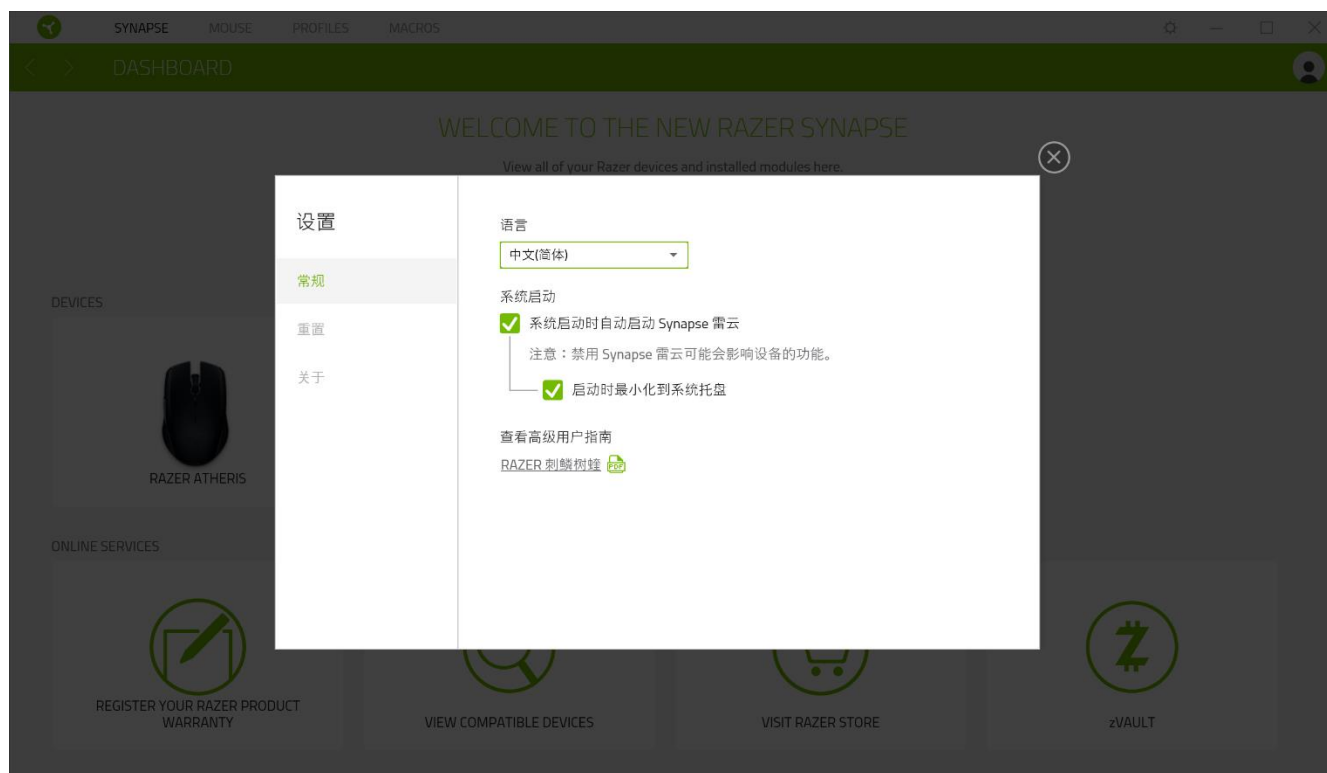 SYNAPSE MOUSE PROFILES MACROS
DASHBOARD
WELCOME TO THE NEW RAZER SYNAPSE
View all of your Razer devices and installed modules here.
设置
常规
重置
关于
语言
中文(简体)
系统启动
系统启动时自动启动 Synapse 雷云
注意：禁用 Synapse 雷云可能会影响设备的功能。
启动时最小化到系统托盘
查看高级用户指南
RAZER 刺鳞树蝰
PDF
DEVICES
RAZER ATHERIS
ONLINE SERVICES
REGISTER YOUR RAZER PRODUCT
WARRANTY
VIEW COMPATIBLE DEVICES
VISIT RAZER STORE
zVAULT